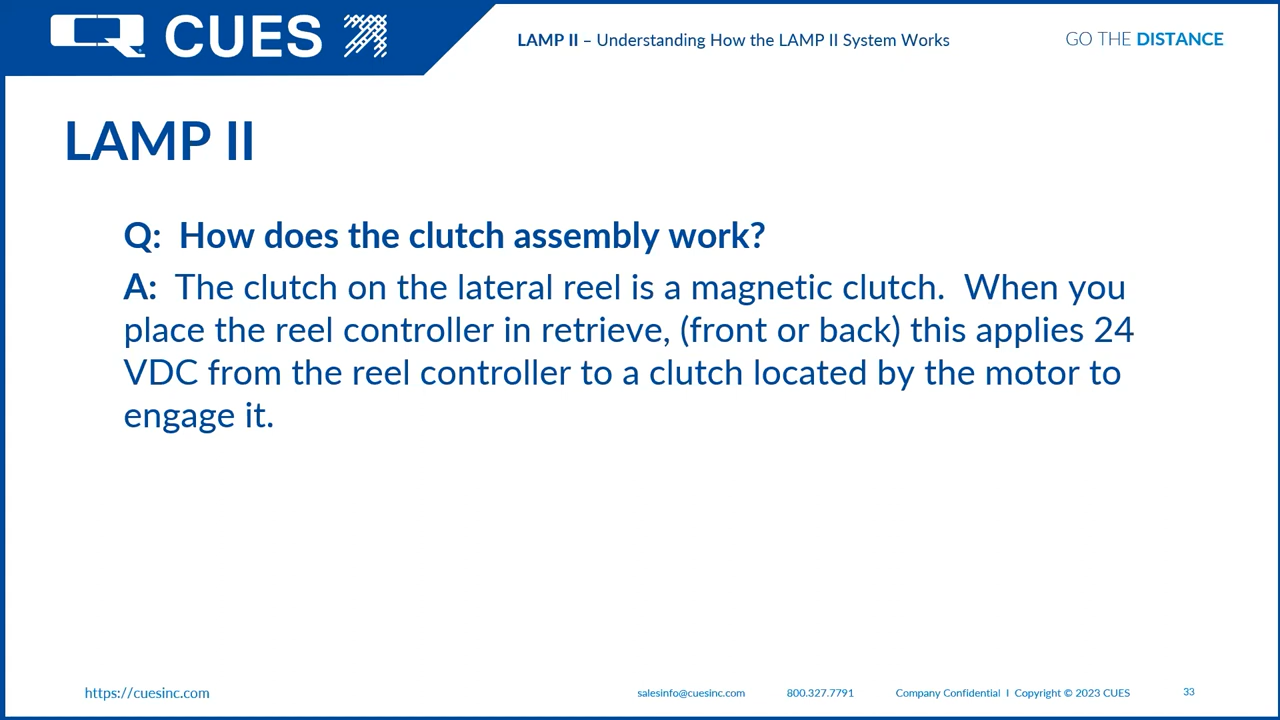 CUES
LAMP II – Understanding How the LAMP II System Works
GO THE DISTANCE
LAMP II
Q:  How does the clutch assembly work?
A:  The clutch on the lateral reel is a magnetic clutch.  When you
place the reel controller in retrieve, (front or back) this applies 24
VDC from the reel controller to a clutch located by the motor to
engage it.
https://cuesinc.com
salesinfo@cuesinc.com
800.327.7791
Company Confidential I Copyright © 2023 CUES
33